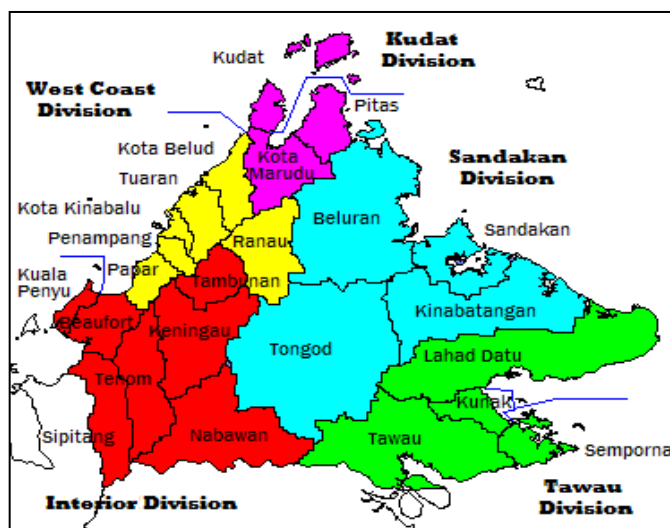 Kudat
Division
Kudat
West Coast
Division
Pitas
Kota Belud
Kota
Marudu
Tuaran
Sandakan
Division
Kota Kinabalu
Beluran
Sandakan
Penampang
Ranau
Kuala
Penyu
Papar
Tambunan
Beaufort
Keningau
Kinabatangan
Tongod
Lahad Datu
Tenom
Kunak
Sipitang
Nabawan
Tawau
Semporna
Interior Division
Tawau
Division